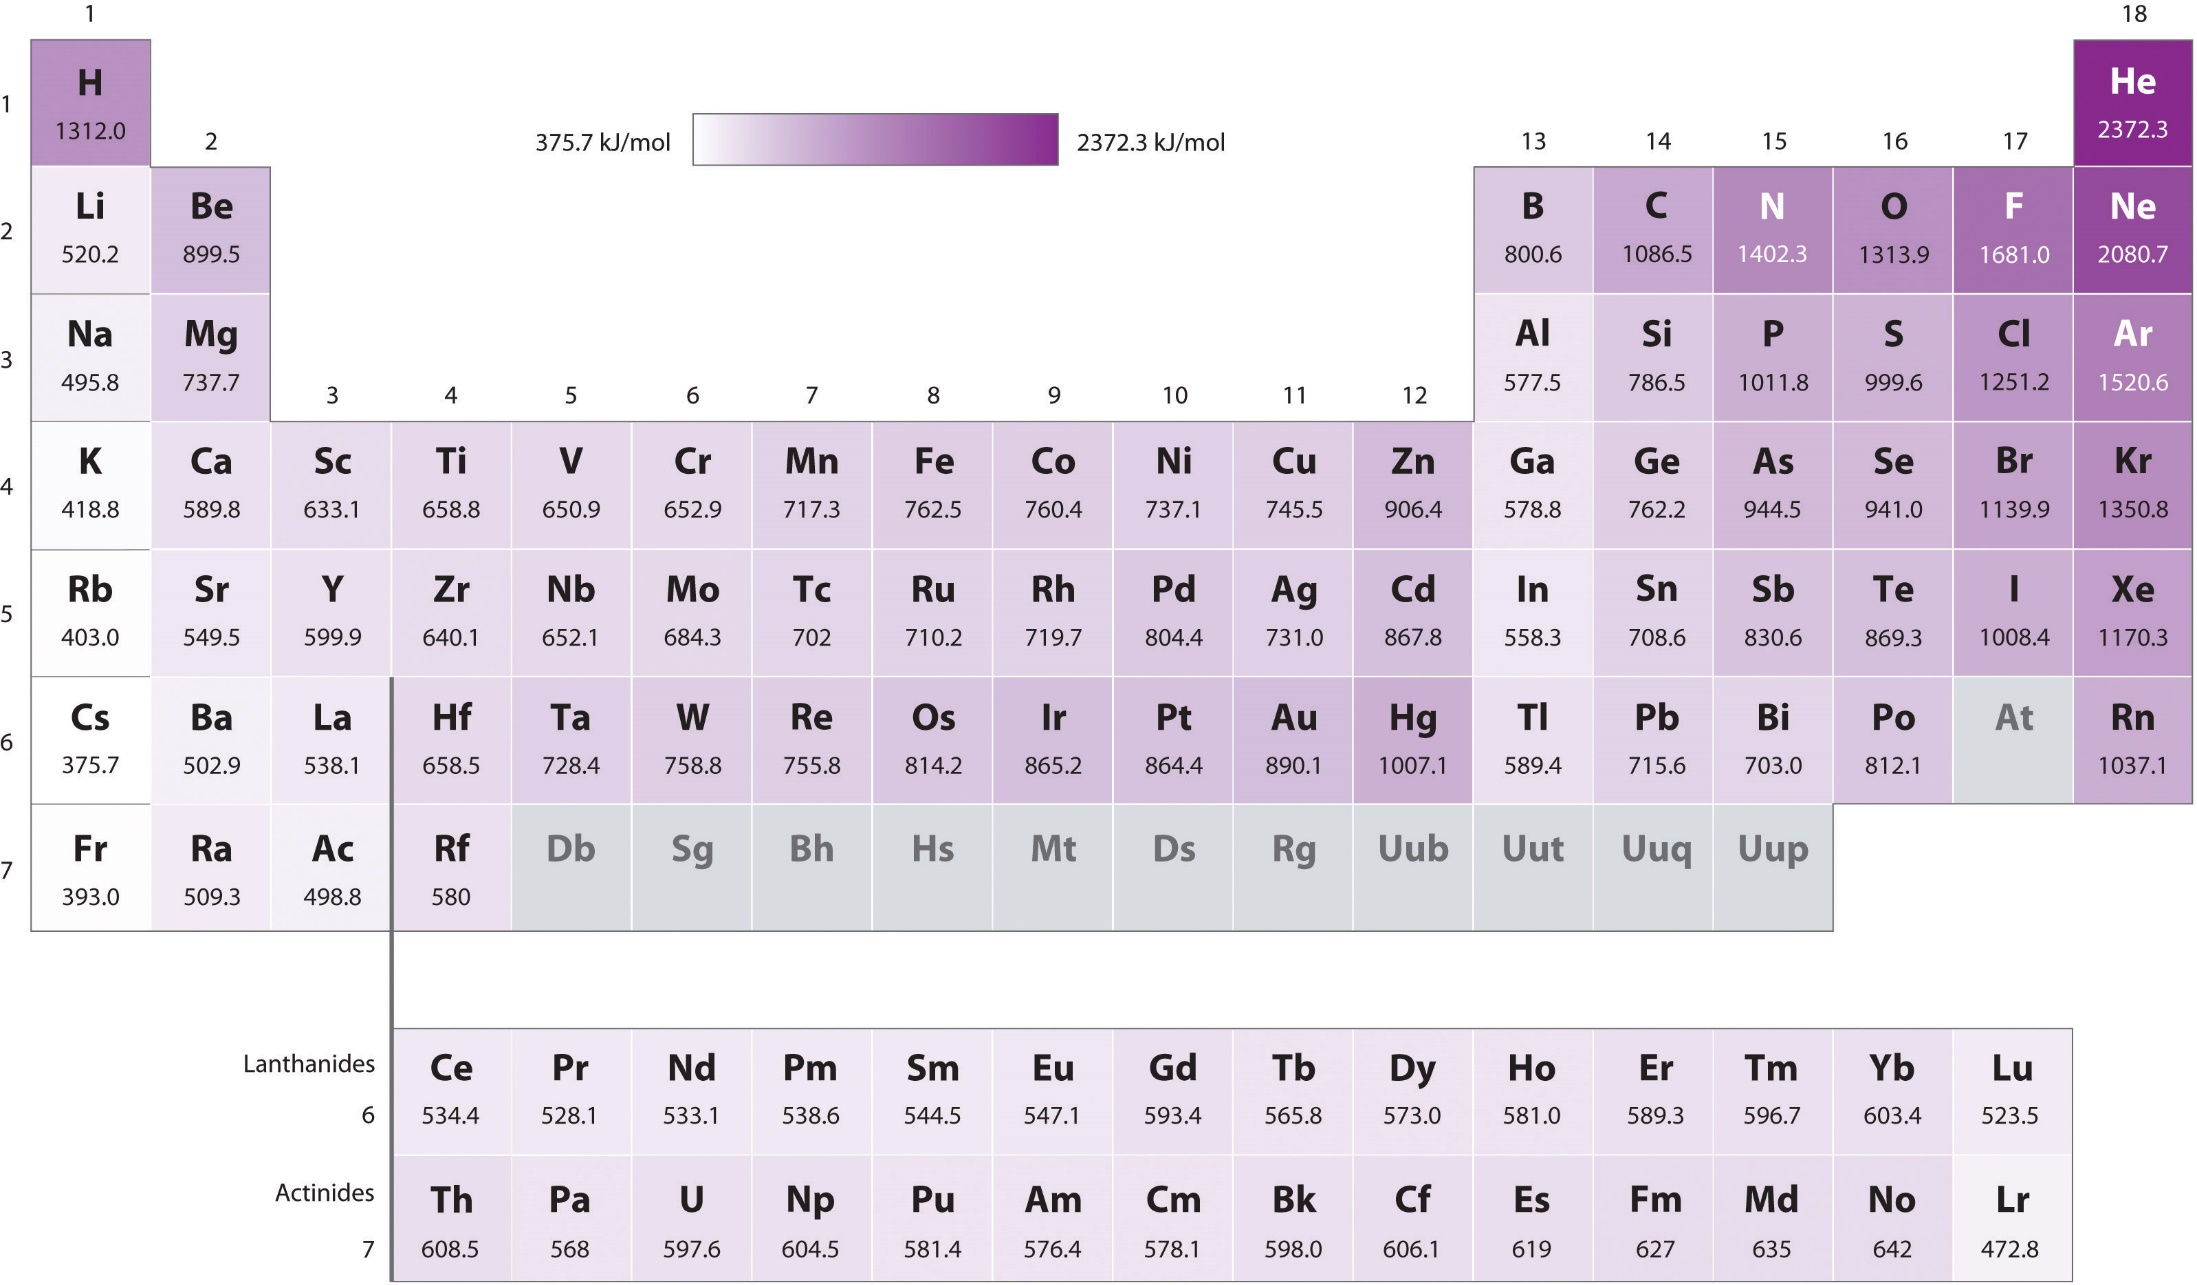 1 18
H He
1 1312.0 2 375.7 kJ/mol 2372.3 kJ/mol 13 14 15 16 17 2372.3
Li Be B C N O F Ne
2 520.2 899.5 800.6 1086.5 1402.3 1313.9 1681.0 2080.7
Na Mg Al Si P S Cl Ar
3 495.8 737.7 3 4 5 6 7 8 9 10 11 12 577.5 786.5 1011.8 999.6 1251.2 1520.6
K Ca Sc Ti V Cr Mn Fe Co Ni Cu Zn Ga Ge As Se Br Kr
4 418.8 589.8 633.1 658.8 650.9 652.9 717.3 762.5 760.4 737.1 745.5 906.4 578.8 762.2 944.5 941.0 1139.9 1350.8
Rb Sr Y Zr Nb Mo Tc Ru Rh Pd Ag Cd In Sn Sb Te I Xe
5 403.0 549.5 599.9 640.1 652.1 684.3 702 710.2 719.7 804.4 731.0 867.8 558.3 708.6 830.6 869.3 1008.4 1170.3
Cs Ba La Hf Ta W Re Os Ir Pt Au Hg Tl Pb Bi Po At Rn
6 375.7 502.9 538.1 658.5 728.4 758.8 755.8 814.2 865.2 864.4 890.1 1007.1 589.4 715.6 703.0 812.1 1037.1
Fr Ra Ac Rf Db Sg Bh Hs Mt Ds Rg Uub Uut Uuq Uup
7 393.0 509.3 498.8 580
Lanthanides Ce Pr Nd Pm Sm Eu Gd Tb Dy Ho Er Tm Yb Lu
6 534.4 528.1 533.1 538.6 544.5 547.1 593.4 565.8 573.0 581.0 589.3 596.7 603.4 523.5
Actinides Th Pa U Np Pu Am Cm Bk Cf Es Fm Md No Lr
7 608.5 568 597.6 604.5 581.4 576.4 578.1 598.0 606.1 619 627 635 642 472.8